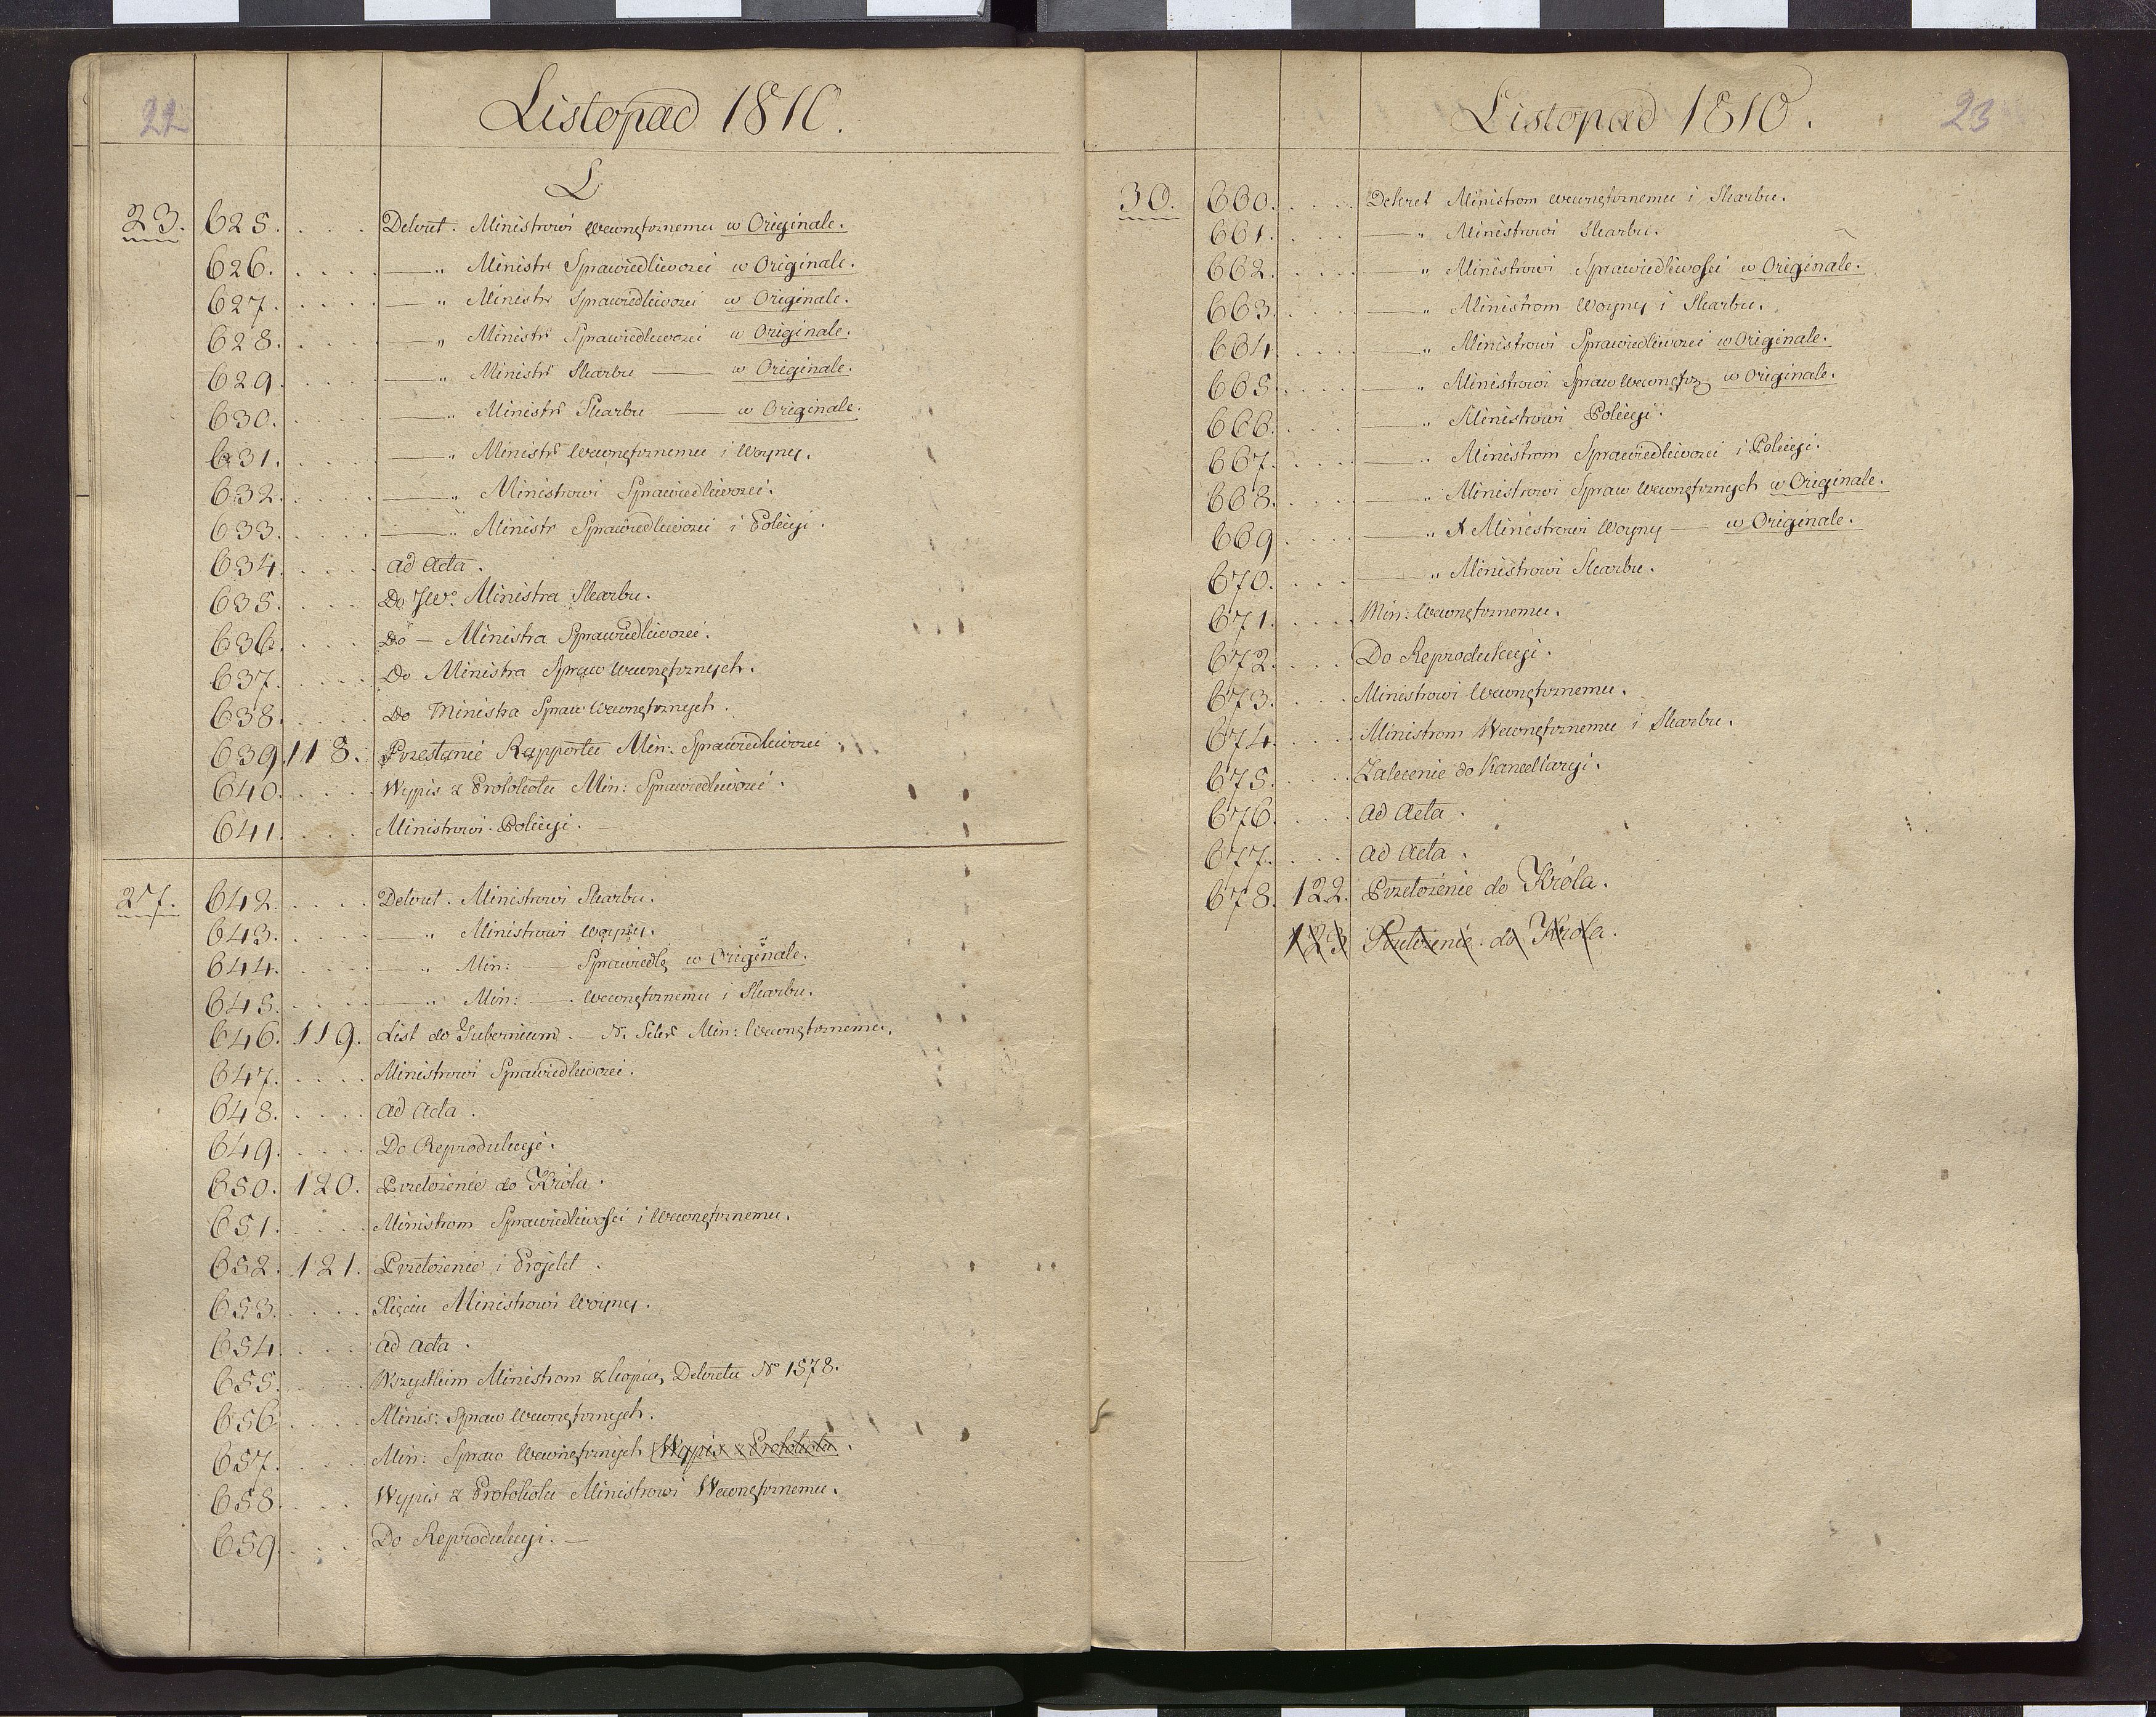 22
Listopad 1810.
L
23. 625. . . . Dekret. Ministrowi Wewnętrznemu w Originale.
626. . . . . —„ Ministr Sprawiedliwości w Originale.
627. . . . . —„ Ministr Sprawiedliwości w Originale.
628. . . . . —„ Ministr Sprawiedliwości w Originale.
629. . . . . —„ Ministr Skarbu — w Originale.
630. . . . . —„ Ministr Skarbu — w Originale.
631. . . . . —„ Ministr Wewnętrznemu i Woyny.
632. . . . . —„ Ministrowi Sprawiedliwości.
633. . . . . —„ Ministr Sprawiedliwości i Policyi.
634. . . . . ad Acta.
635. . . . Do JW. Ministra Skarbu.
636. . . . Do — Ministra Sprawiedliwości.
637. . . . . Do Ministra Spraw Wewnętrznych.
638. . . . . Do Ministra Spraw Wewnętrznych.
639. 118. Przesłanie Rapportu Min: Sprawiedliwości.
640. . . . . Wypis z Protokołu Min: Sprawiedliwości.
641. . . . Ministrowi Policyi. —
27. 642. . . . . Dekret. Ministrowi Skarbu.
643. . . . . —„ Ministrowi Woyny.
644. . . . . —„ Min: — Sprawiedlę w Originale.
645. . . . . —„ Min: — Wewnętrznemu i Skarbu.
646. 119. List do Gubernium. — Min: Wewnętrznemu.
647. . . . . Ministrowi Sprawiedliwości.
648. . . . . ad Acta.
649. . . . . Do Reprodukcyi.
650. 120. Przełożenie do Króla.
651. . . . Ministrom Sprawiedliwości i Wewnętrznemu.
652. 121. Przełożenie i Projekt.
653. . . . . Xięciu Ministrowi Woyny.
654. . . . ad Acta.
655. . . . . Wszystkim Ministrom z kopią Dekretu No 1578.
656. . . . Minis: Spraw Wewnętrznych.
657. . . . Min: Spraw Wewnętrznych Wypis z Protokołu.
658. . . . Wypis z Protokołu Ministrowi Wewnętrznemu.
659. . . . Do Reprodukcyi. —
Listopad 1810. 23
30. 660. . . . . Dekret Ministrom Wewnętrznemu i Skarbu.
661. . . . —„ Ministrowi Skarbu.
662. . . . . —„ Ministrowi Sprawiedliwości w Originale.
663. . . . . —„ Ministrom Woyny i Skarbu.
664. . . . . —„ Ministrowi Sprawiedliwości w Originale.
665. . . . . —„ Ministrowi Spraw Wewnętrz w Originale.
666. . . . . —„ Ministrowi Policyi.
667. . . . . —„ Ministrom Sprawiedliwości i Policyi.
668. . . . —„ Ministrowi Spraw Wewnętrznych w Originale.
669 . . . . —„ Ministrowi Woyny — w Originale.
670. . . . —„ Ministrowi Skarbu.
671. . . . . Min: Wewnętrznemu.
672. . . . Do Reprodukcyi.
673. . . . Ministrowi Wewnętrznemu.
674. . . . . Ministrom Wewnętrznemu i Skarbu.
675. . . . Zalecenie do Kancellaryi.
676. . . . ad Acta.
677. . . . ad Acta.
678. 122. Przełożenie do Króla.
123 Przełożenie do Króla.